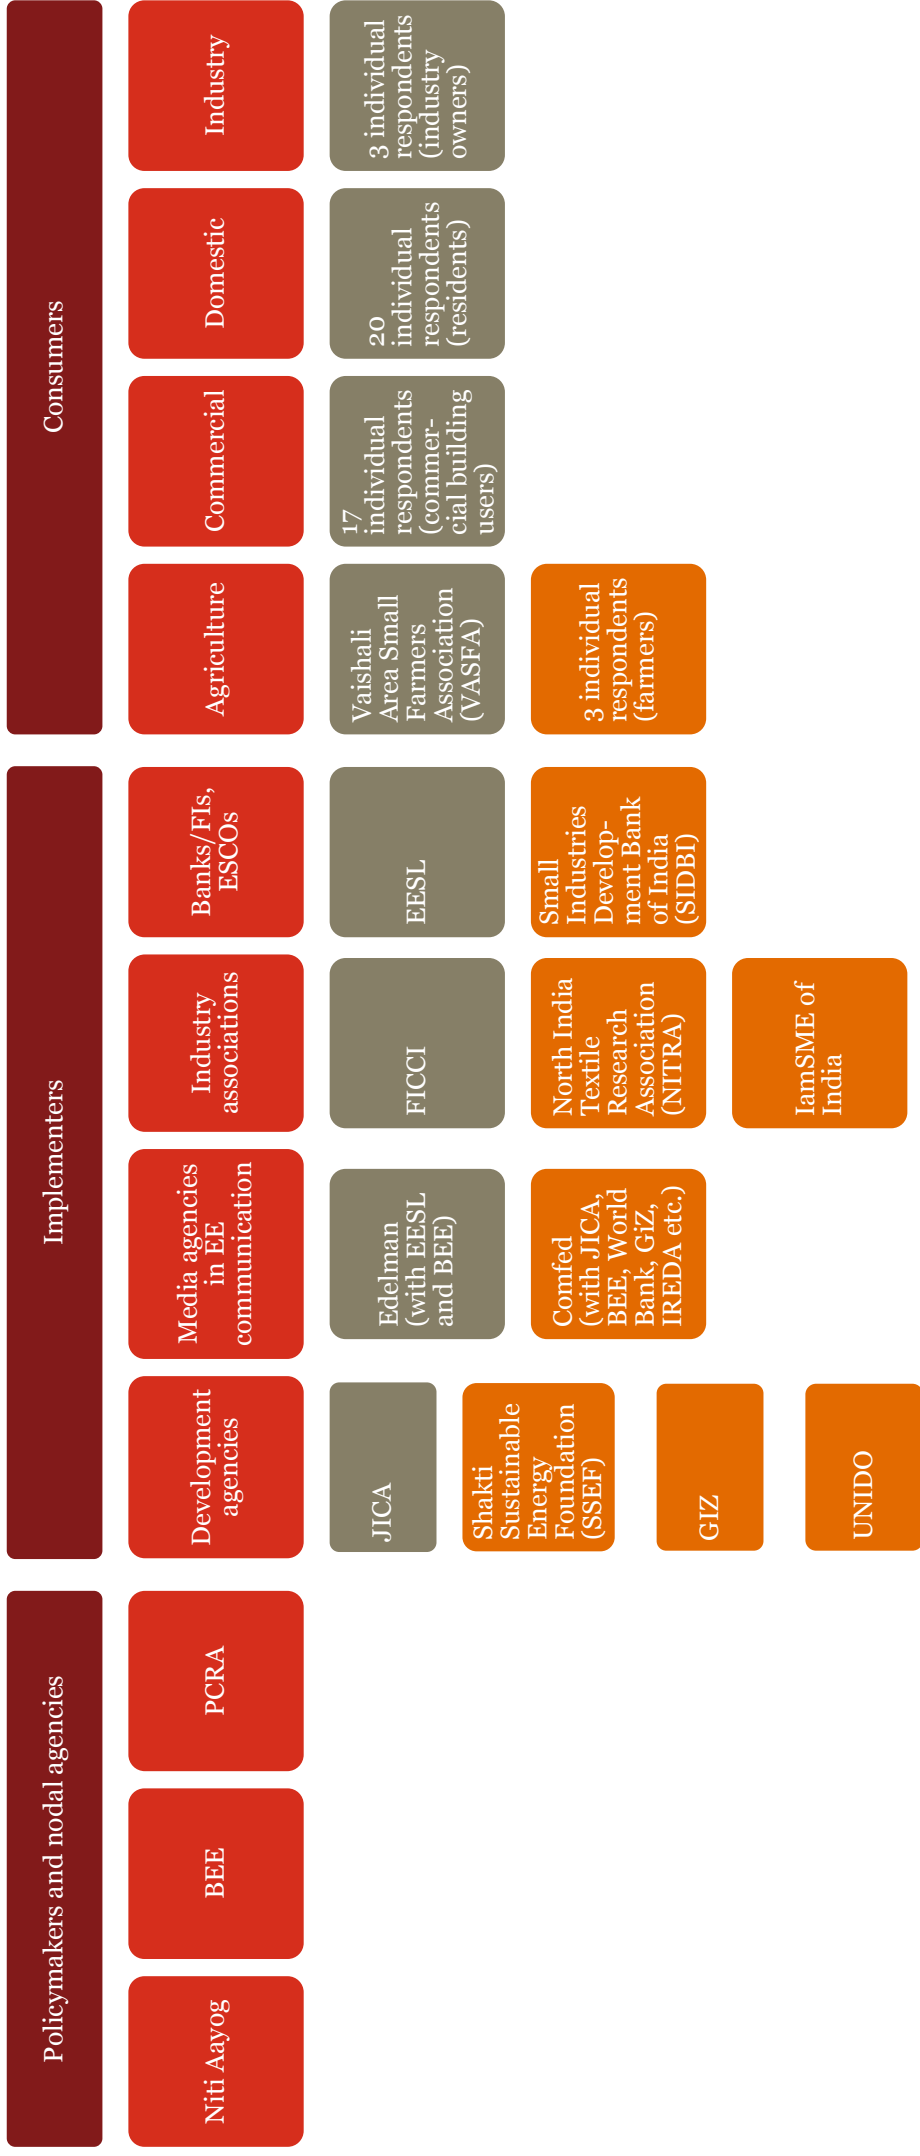 Policymakers and nodal agencies
Niti Aayog
BEE
PCRA
Implementers
Development
agencies
JICA
Shakti
Sustainable
Energy
Foundation
(SSEF)
GIZ
UNIDO
Media agencies
in EE
communication
Edelman
(with EESL
and BEE)
Comfed
(with JICA,
BEE, World
Bank, GiZ,
IREDA etc.)
Industry
associations
FICCI
North India
Textile
Research
Association
(NITRA)
IamSME of
India
Banks/FIs,
ESCOs
EESL
Small
Industries
Develop-
ment Bank
of India
(SIDBI)
Consumers
Agriculture
Vaishali
Area Small
Farmers
Association
(VASFA)
3 individual
respondents
(farmers)
Commercial
17
individual
respondents
(commer-
cial building
users)
Domestic
20
individual
respondents
(residents)
Industry
3 individual
respondents
(industry
owners)